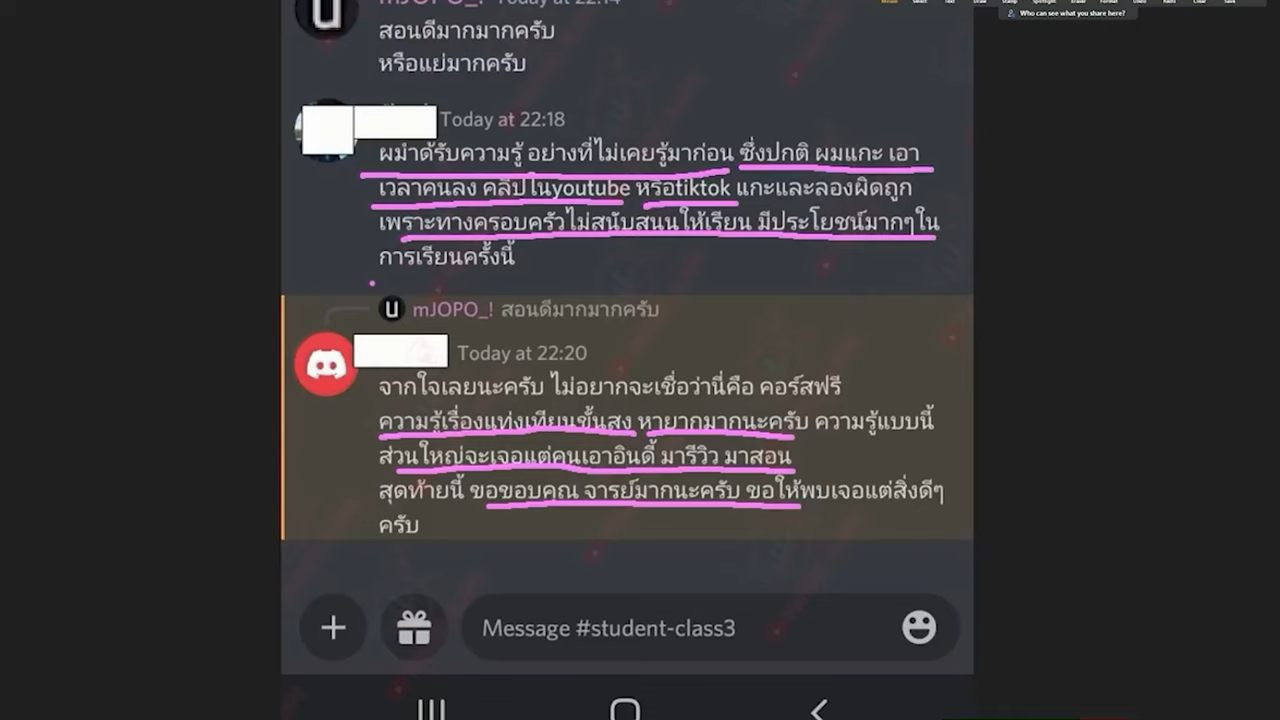 mJOPO_! Today at 22:14
สอนดีมากมากครับ
หรือแย่มากครับ
Who can see what you share here?
Today at 22:18
ผมำด้รับความรู้ อย่างที่ไม่เคยรู้มาก่อน ซึ่งปกติ ผมแกะ เอา
เวลาคนลง คลิปในyoutube หรือtiktok แกะและลองผิดถูก
เพราะทางครอบครัวไม่สนับสนนให้เรียน มีประโยชน์มากๆใน
การเรียนครั้งนี้
mJOPO_! สอนดีมากมากครับ
Today at 22:20
จากใจเลยนะครับ ไม่อยากจะเชื่อว่านี่คือ คอร์สฟรี
ความรู้เรื่องแท่งเทียนขั้นสง หายากมากนะครับ ความรู้แบบนี้
ส่วนใหญ่จะเจอแต่คนเอาอินดี้ มารีวิว มาสอน
สุดท้ายนี้ ขอขอบคุณ จารย์มากนะครับ ขอให้พบเจอแต่สิ่งดีๆ
ครับ
Message #student-class3